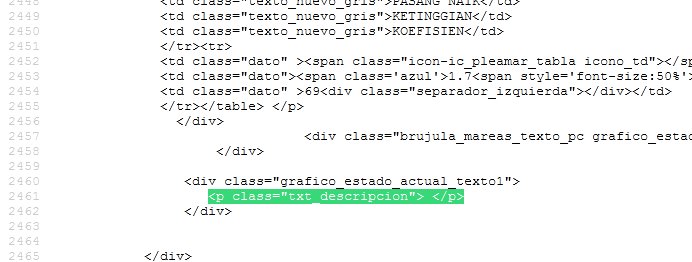 2448 <td class="texto_nuevo_gris">PASANG NAIK</td>
2449 <td class="texto_nuevo_gris">KETINGGIAN</td>
2450 <td class="texto_nuevo_gris">KOEFISIEN</td>
2451 </tr><tr>
2452 <td class="dato" ><span class="icon-ic_pleamar_tabla icono_td"></sp
2453 <td class="dato"><span class='azul'>1.7<span style='font-size:50%'
2454 <td class="dato" >69<div class="separador_izquierda"></div></td>
2455 </tr></table> </p>
2456 </div>
2457 <div class="brujula_mareas_texto_pc grafico_estad
2458 </div>
2459
2460 <div class="grafico_estado_actual_texto1">
2461 <p class="txt_descripcion"> </p>
2462 </div>
2463
2464
2465 </div>